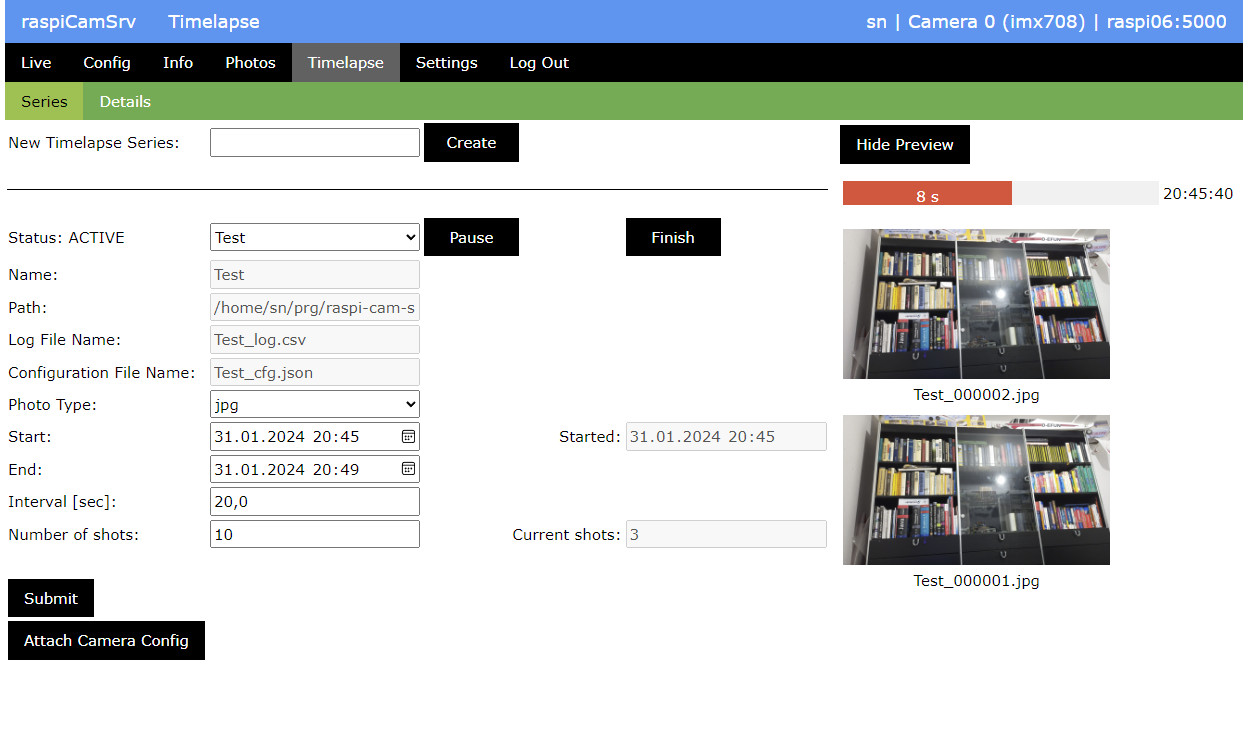 raspiCamSrv Timelapse sn | Camera 0 (imx708) | raspi06:5000
Live Config Info Photos Timelapse Settings Log Out
Series Details
New Timelapse Series: Create Hide Preview
8 s 20:45:40
Status: ACTIVE Test Pause Finish
Name: Test
Path: /home/sn/prg/raspi-cam-s
Log File Name: Test_log.csv
Configuration File Name: Test_cfg.json
Test_000002.jpg
Photo Type: jpg
Start: 31.01.2024 20:45 Started: 31.01.2024 20:45
End: 31.01.2024 20:49
Interval [sec]: 20,0
Number of shots: 10 Current shots: 3
Test_000001.jpg
Submit
Attach Camera Config